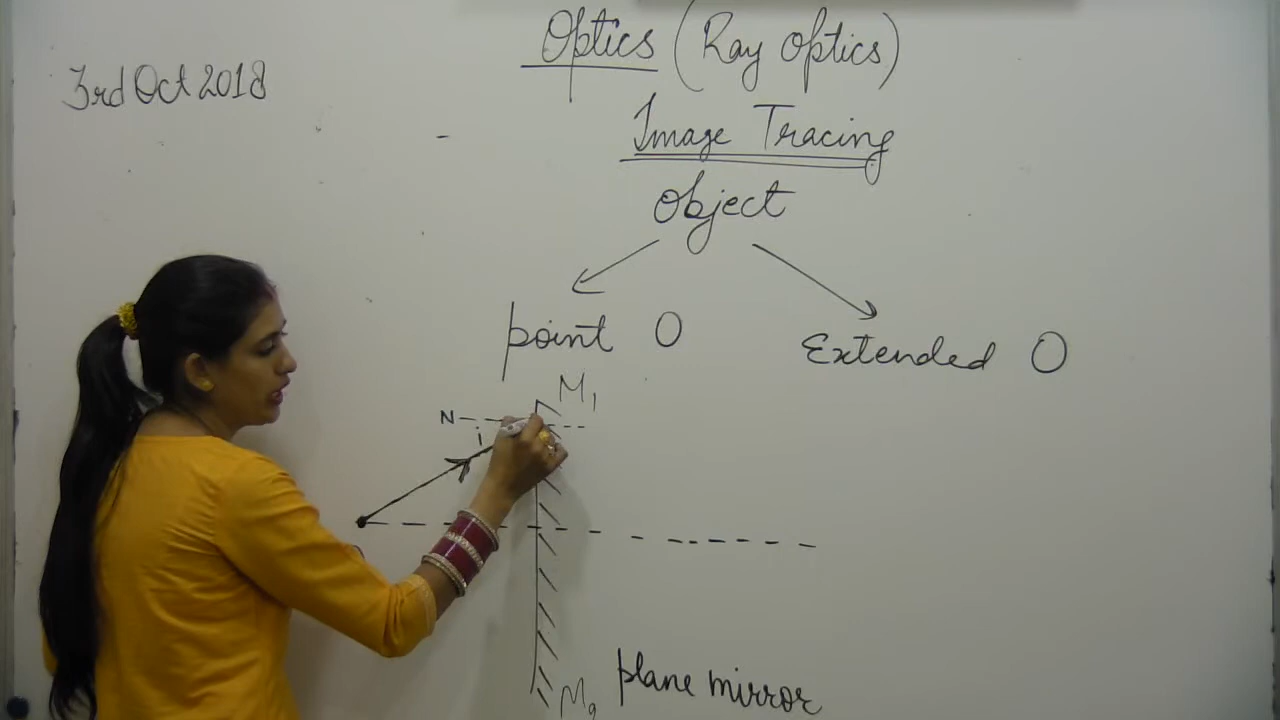 Optics (Ray Optics)
3rd Oct 2018
Image Tracing
Object
point O
Extended O
M1
N
i
plane mirror
M2